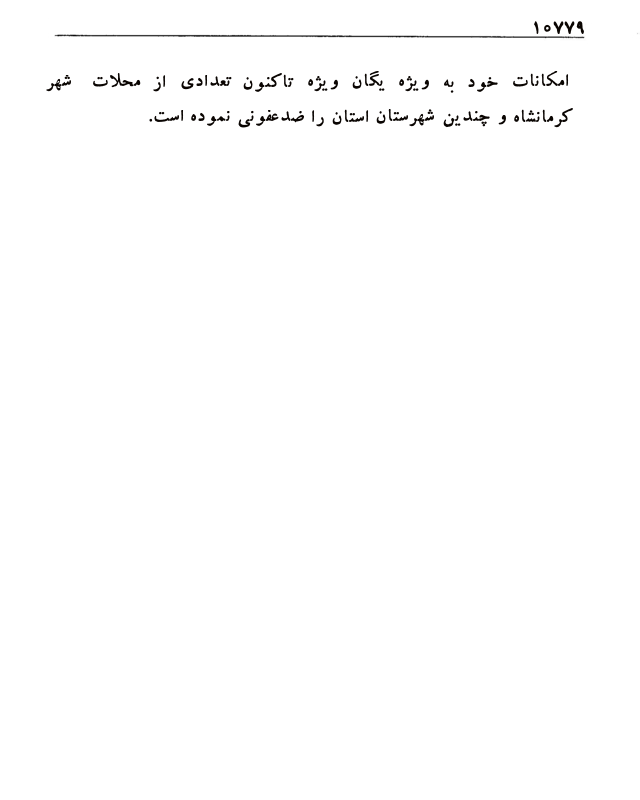 ۱۰۷۷۹
امکانات خود به ویژه یگان ویژه تاکنون تعدادی از محلات شهر
کرمانشاه و چندین شهرستان استان را ضدعفونی نموده است.